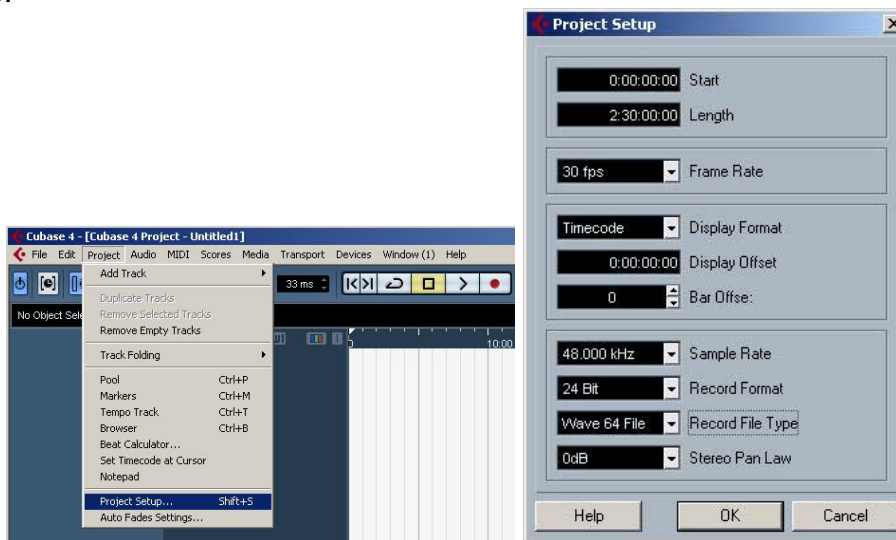 Cubase 4 - [Cubase 4 Project - Untitled1]
File Edit Project Audio MIDI Scores Media Transport Devices Window (1) Help
33 ms
No Object Sele
Add Track
Duplicate Tracks
Remove Selected Tracks
Remove Empty Tracks
Track Folding
Pool Ctrl+P
Markers Ctrl+M
Tempo Track Ctrl+T
Browser Ctrl+B
Beat Calculator...
Set Timecode at Cursor
Notepad
Project Setup... Shift+S
Auto Fades Settings...
10:00
Project Setup
0:00:00:00 Start
2:30:00:00 Length
30 fps Frame Rate
Timecode Display Format
0:00:00:00 Display Offset
0 Bar Offse:
48.000 kHz Sample Rate
24 Bit Record Format
Wave 64 File Record File Type
0dB Stereo Pan Law
Help OK Cancel